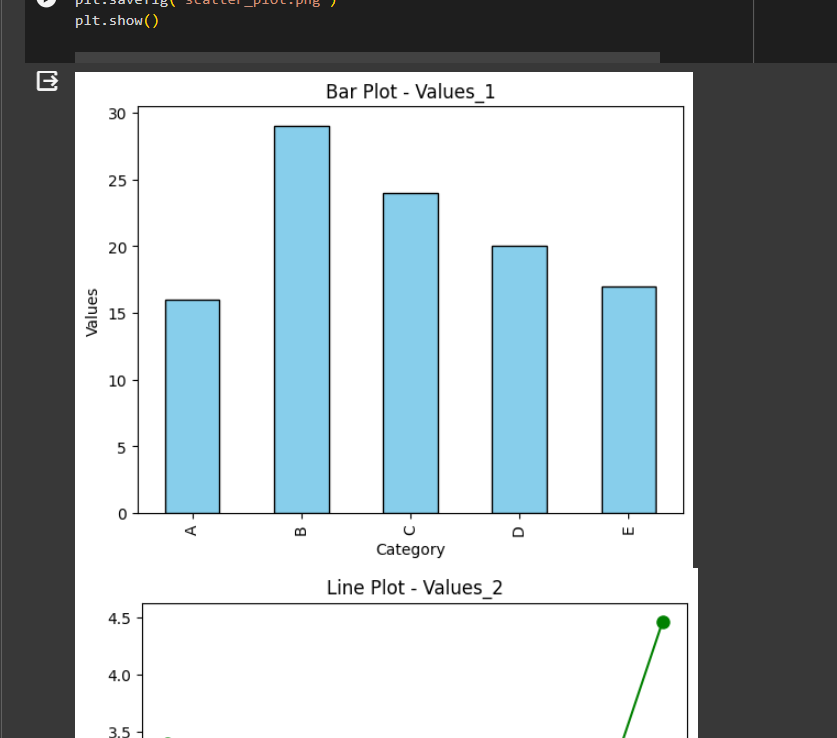 plt.savefig('scatter_plot.png')
plt.show()
Bar Plot - Values_1
30
25
20
15
10
5
0
Values
A
B
C
D
E
Category
Line Plot - Values_2
4.5
4.0
3.5